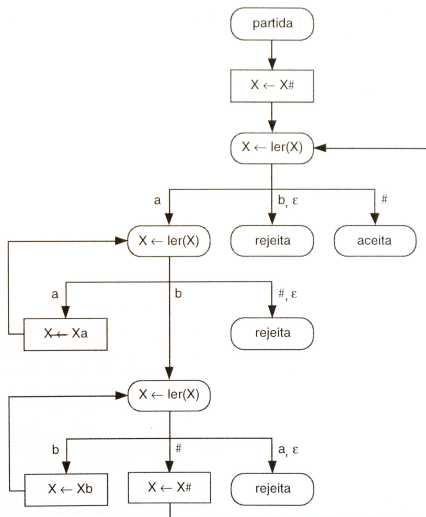 partida
X ← X#
X ← ler(X)
a
b, ε
#
X ← ler(X)
rejeita
aceita
a
b
#, ε
X ← Xa
rejeita
X ← ler(X)
b
#
a, ε
X ← Xb
X ← X#
rejeita